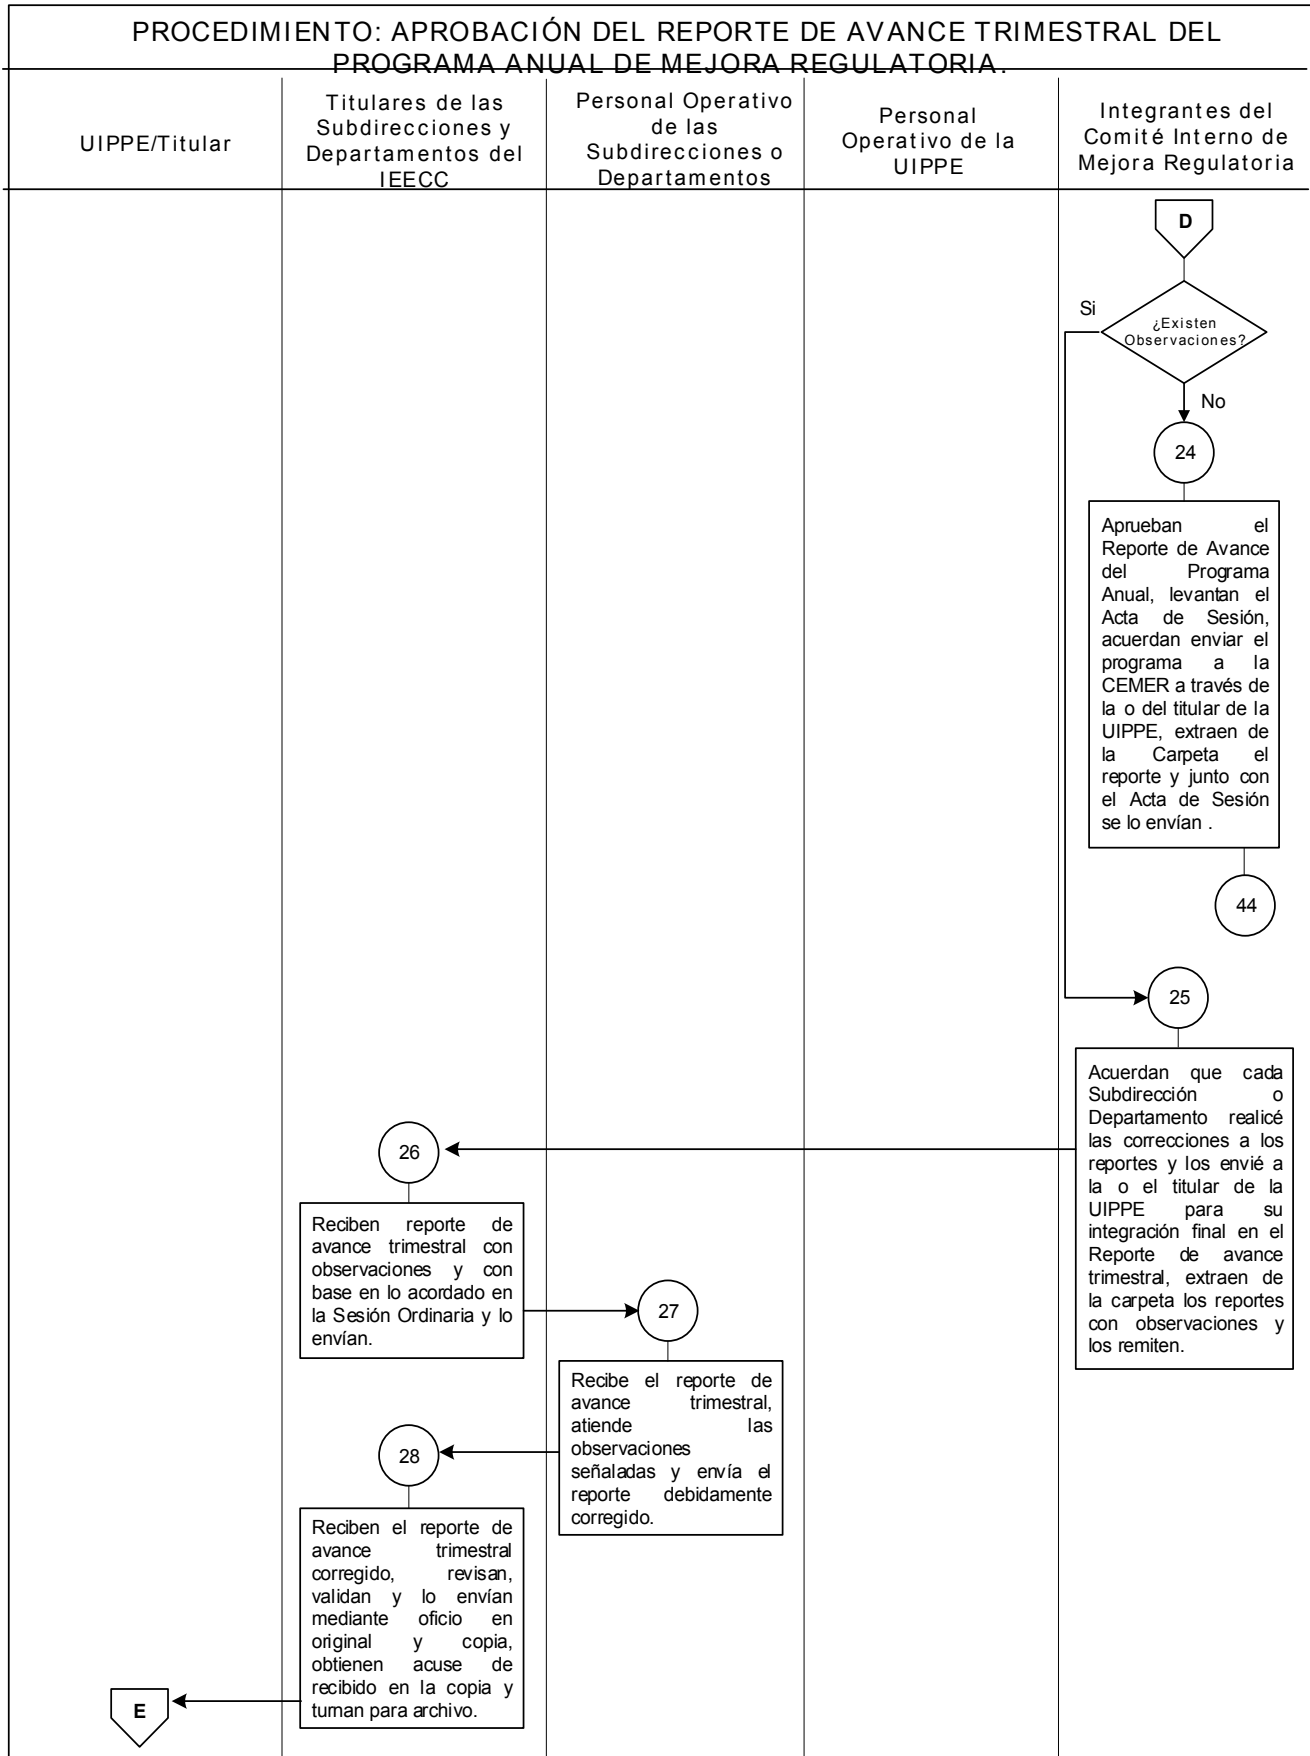 PROCEDIMIENTO: APROBACIÓN DEL REPORTE DE AVANCE TRIMESTRAL DEL
PROGRAMA ANUAL DE MEJORA REGULATORIA.
UIPPE/Titular
Titulares de las
Subdirecciones y
Departamentos del
IEECC
Personal Operativo
de las
Subdirecciones o
Departamentos
Personal
Operativo de la
UIPPE
Integrantes del
Comité Interno de
Mejora Regulatoria
D
¿Existen
Observaciones?
Si
No
24
Aprueban el
Reporte de Avance
del Programa
Anual, levantan el
Acta de Sesión,
acuerdan enviar el
programa a la
CEMER a través de
la o del titular de la
UIPPE, extraen de
la Carpeta el
reporte y junto con
el Acta de Sesión
se lo envían .
44
25
Acuerdan que cada
Subdirección o
Departamento realicé
las correcciones a los
reportes y los envié a
la o el titular de la
UIPPE para su
integración final en el
Reporte de avance
trimestral, extraen de
la carpeta los reportes
con observaciones y
los remiten.
26
Reciben reporte de
avance trimestral con
observaciones y con
base en lo acordado en
la Sesión Ordinaria y lo
envían.
27
Recibe el reporte de
avance trimestral,
atiende las
observaciones
señaladas y envía el
reporte debidamente
corregido.
28
Reciben el reporte de
avance trimestral
corregido, revisan,
validan y lo envían
mediante oficio en
original y copia,
obtienen acuse de
recibido en la copia y
turnan para archivo.
E